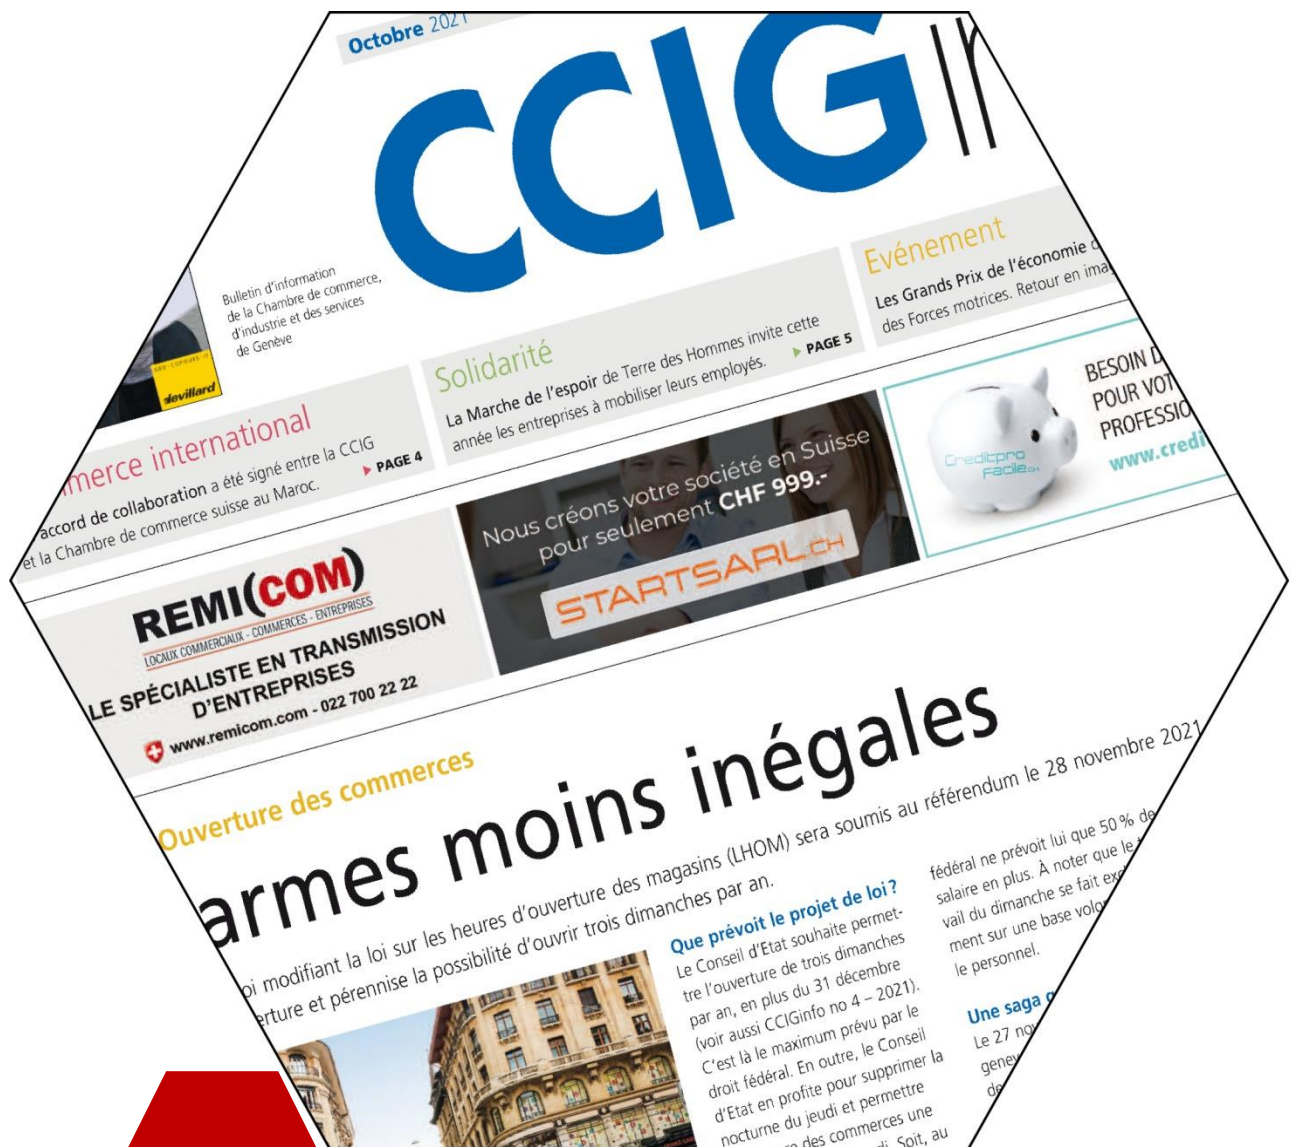 Octobre 2021
CCIG
Bulletin d'information
de la Chambre de commerce,
d'industrie et des services
de Genève
devillard
merce international
accord de collaboration a été signé entre la CCIG
et la Chambre de commerce suisse au Maroc.
PAGE 4
Solidarité
La Marche de l'espoir de Terre des Hommes invite cette
année les entreprises à mobiliser leurs employés.
PAGE 5
Evénement
Les Grands Prix de l'économie
des Forces motrices. Retour en
REMI(COM)
LOCAUX COMMERCIAUX - COMMERCES - ENTREPRISES
LE SPÉCIALISTE EN TRANSMISSION
D'ENTREPRISES
www.remicom.com - 022 700 22 22
Nous créons votre société en Suisse
pour seulement CHF 999.-
STARTSARL.CH
Creditpro
Facile.ch
BESOIN
POUR
www.credi
Ouverture des commerces
armes moins inégales
modifiant la loi sur les heures d'ouverture des magasins (LHOM) sera soumis au référendum le 28 novembre 2021
erture et pérennise la possibilité d'ouvrir trois dimanches par an.
Que prévoit le projet de loi ?
Le Conseil d'Etat souhaite permet-
tre l'ouverture de trois dimanches
par an, en plus du 31 décembre
(voir aussi CCIGinfo no 4 – 2021).
C'est là le maximum prévu par le
droit fédéral. En outre, le Conseil
d'Etat en profite pour supprimer la
nocturne du jeudi et permettre
des commerces une
Soit, au
fédéral ne prévoit lui que 50 % de
salaire en plus. À noter que le
vail du dimanche se fait
ment sur une base
le personnel.
Une saga
Le 27